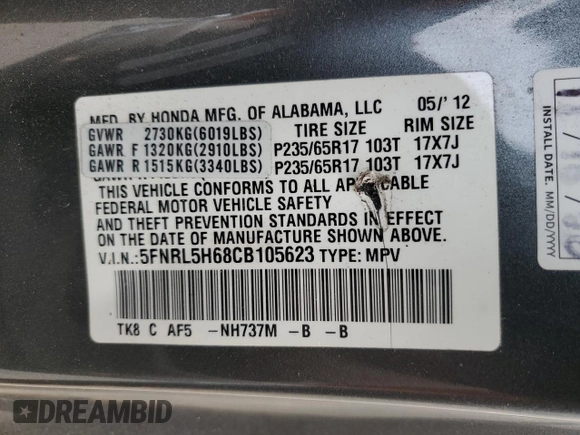 MFD. BY HONDA MFG. OF ALABAMA, LLC 05/'12
GVWR 2730KG(6019LBS) TIRE SIZE RIM SIZE
GAWR F 1320KG(2910LBS) P235/65R17 103T 17X7J
GAWR R 1515KG(3340LBS) P235/65R17 103T 17X7J
THIS VEHICLE CONFORMS TO ALL APPLICABLE
FEDERAL MOTOR VEHICLE SAFETY
AND THEFT PREVENTION STANDARDS IN EFFECT
ON THE DATE OF MANUFACTURE SHOWN ABOVE.
V.I.N.:5FNRL5H68CB105623 TYPE: MPV
TK8 C AF5 -NH737M -B -B
INSTALL DATE. MM/DD/YYYY
DREAMBID